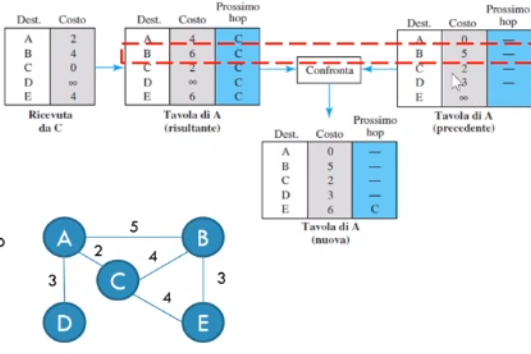 Dest. Costo
A 2
B 4
C 0
D ∞
E 4
Ricevuta
da C
Dest. Costo Prossimo
hop
A 4 C
B 6 C
C 2 C
D ∞ C
E 6 C
Tavola di A
(risultante)
Confronta
Dest. Costo Prossimo
hop
A 0 —
B 5 —
C 2 —
D 3 —
E ∞
Tavola di A
(precedente)
Dest. Costo Prossimo
hop
A 0 —
B 5 —
C 2 —
D 3 —
E 6 C
Tavola di A
(nuova)
A 5 B
2 4
C
3 3
4
D E